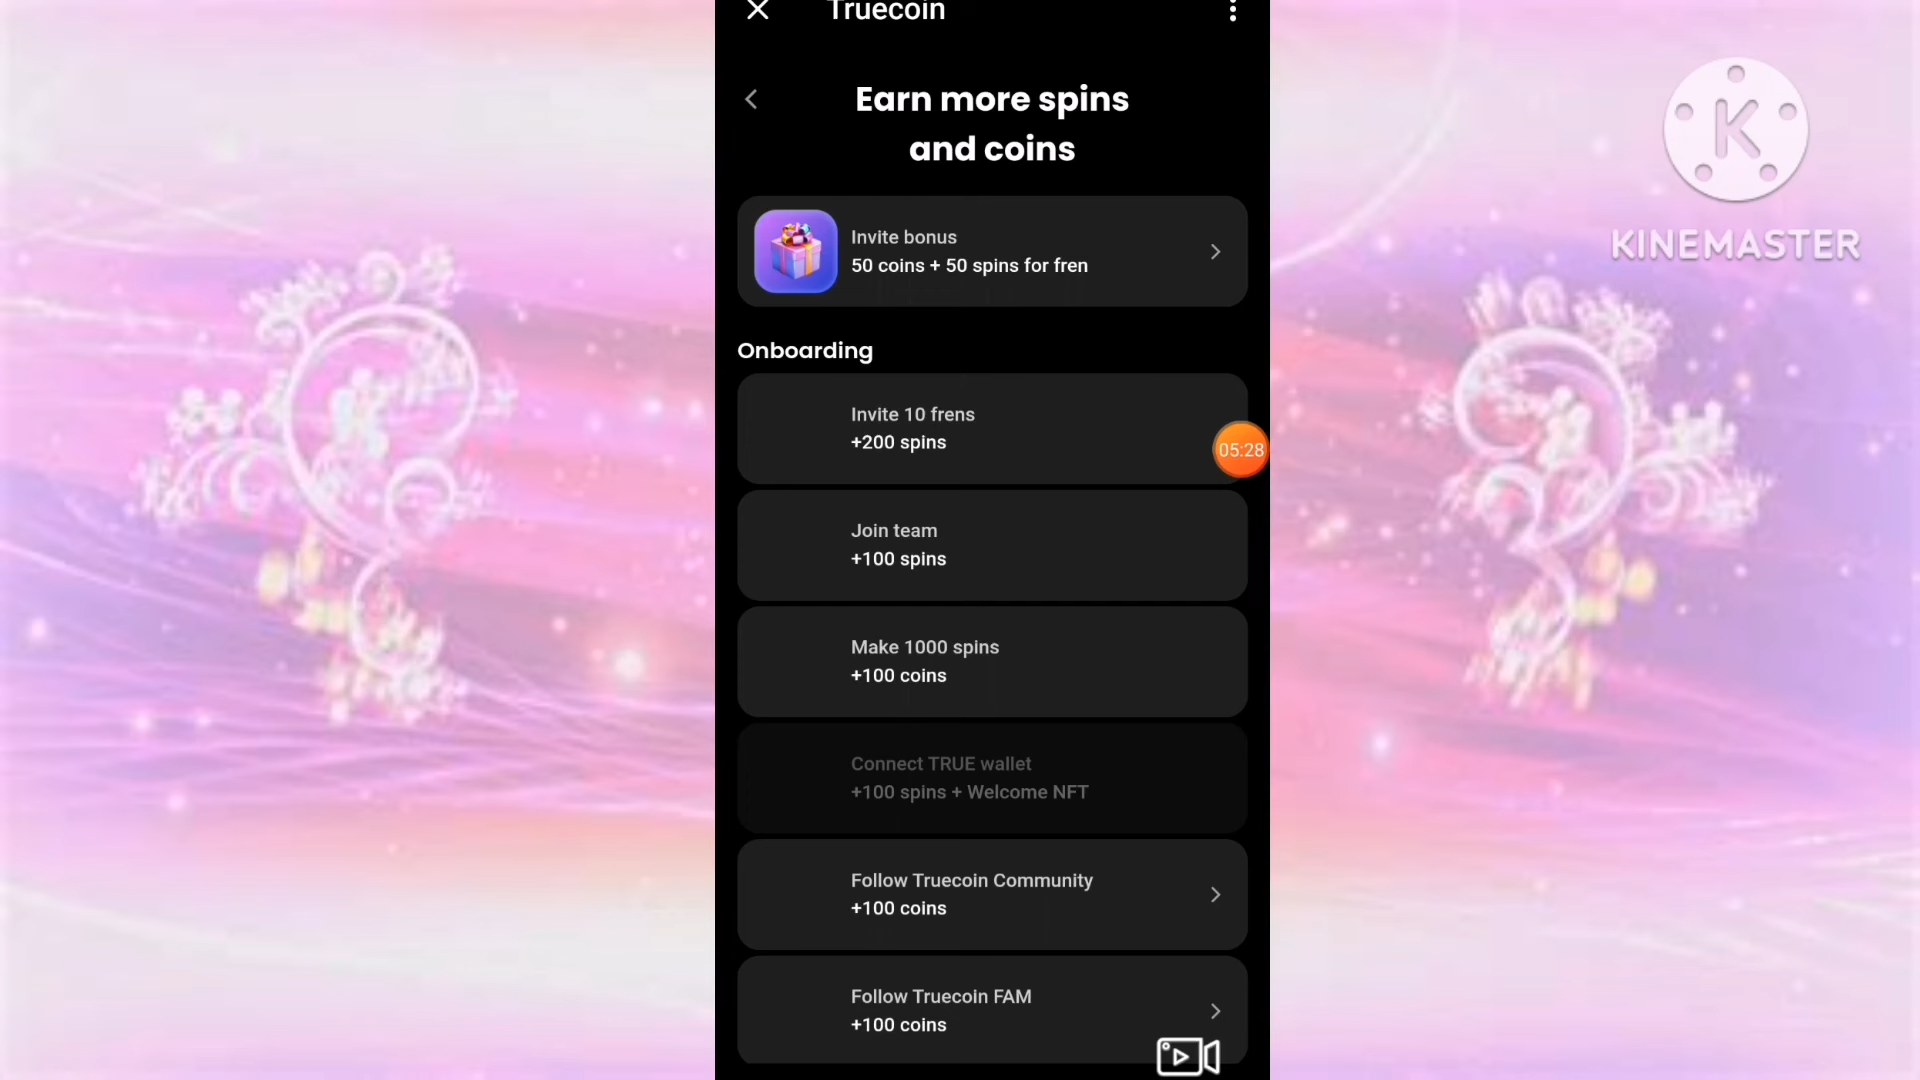 Truecoin
Earn more spins
and coins
Invite bonus
50 coins + 50 spins for fren
Onboarding
Invite 10 frens
+200 spins
05:28
Join team
+100 spins
Make 1000 spins
+100 coins
Connect TRUE wallet
+100 spins + Welcome NFT
Follow Truecoin Community
+100 coins
Follow Truecoin FAM
+100 coins
K
KINEMASTER